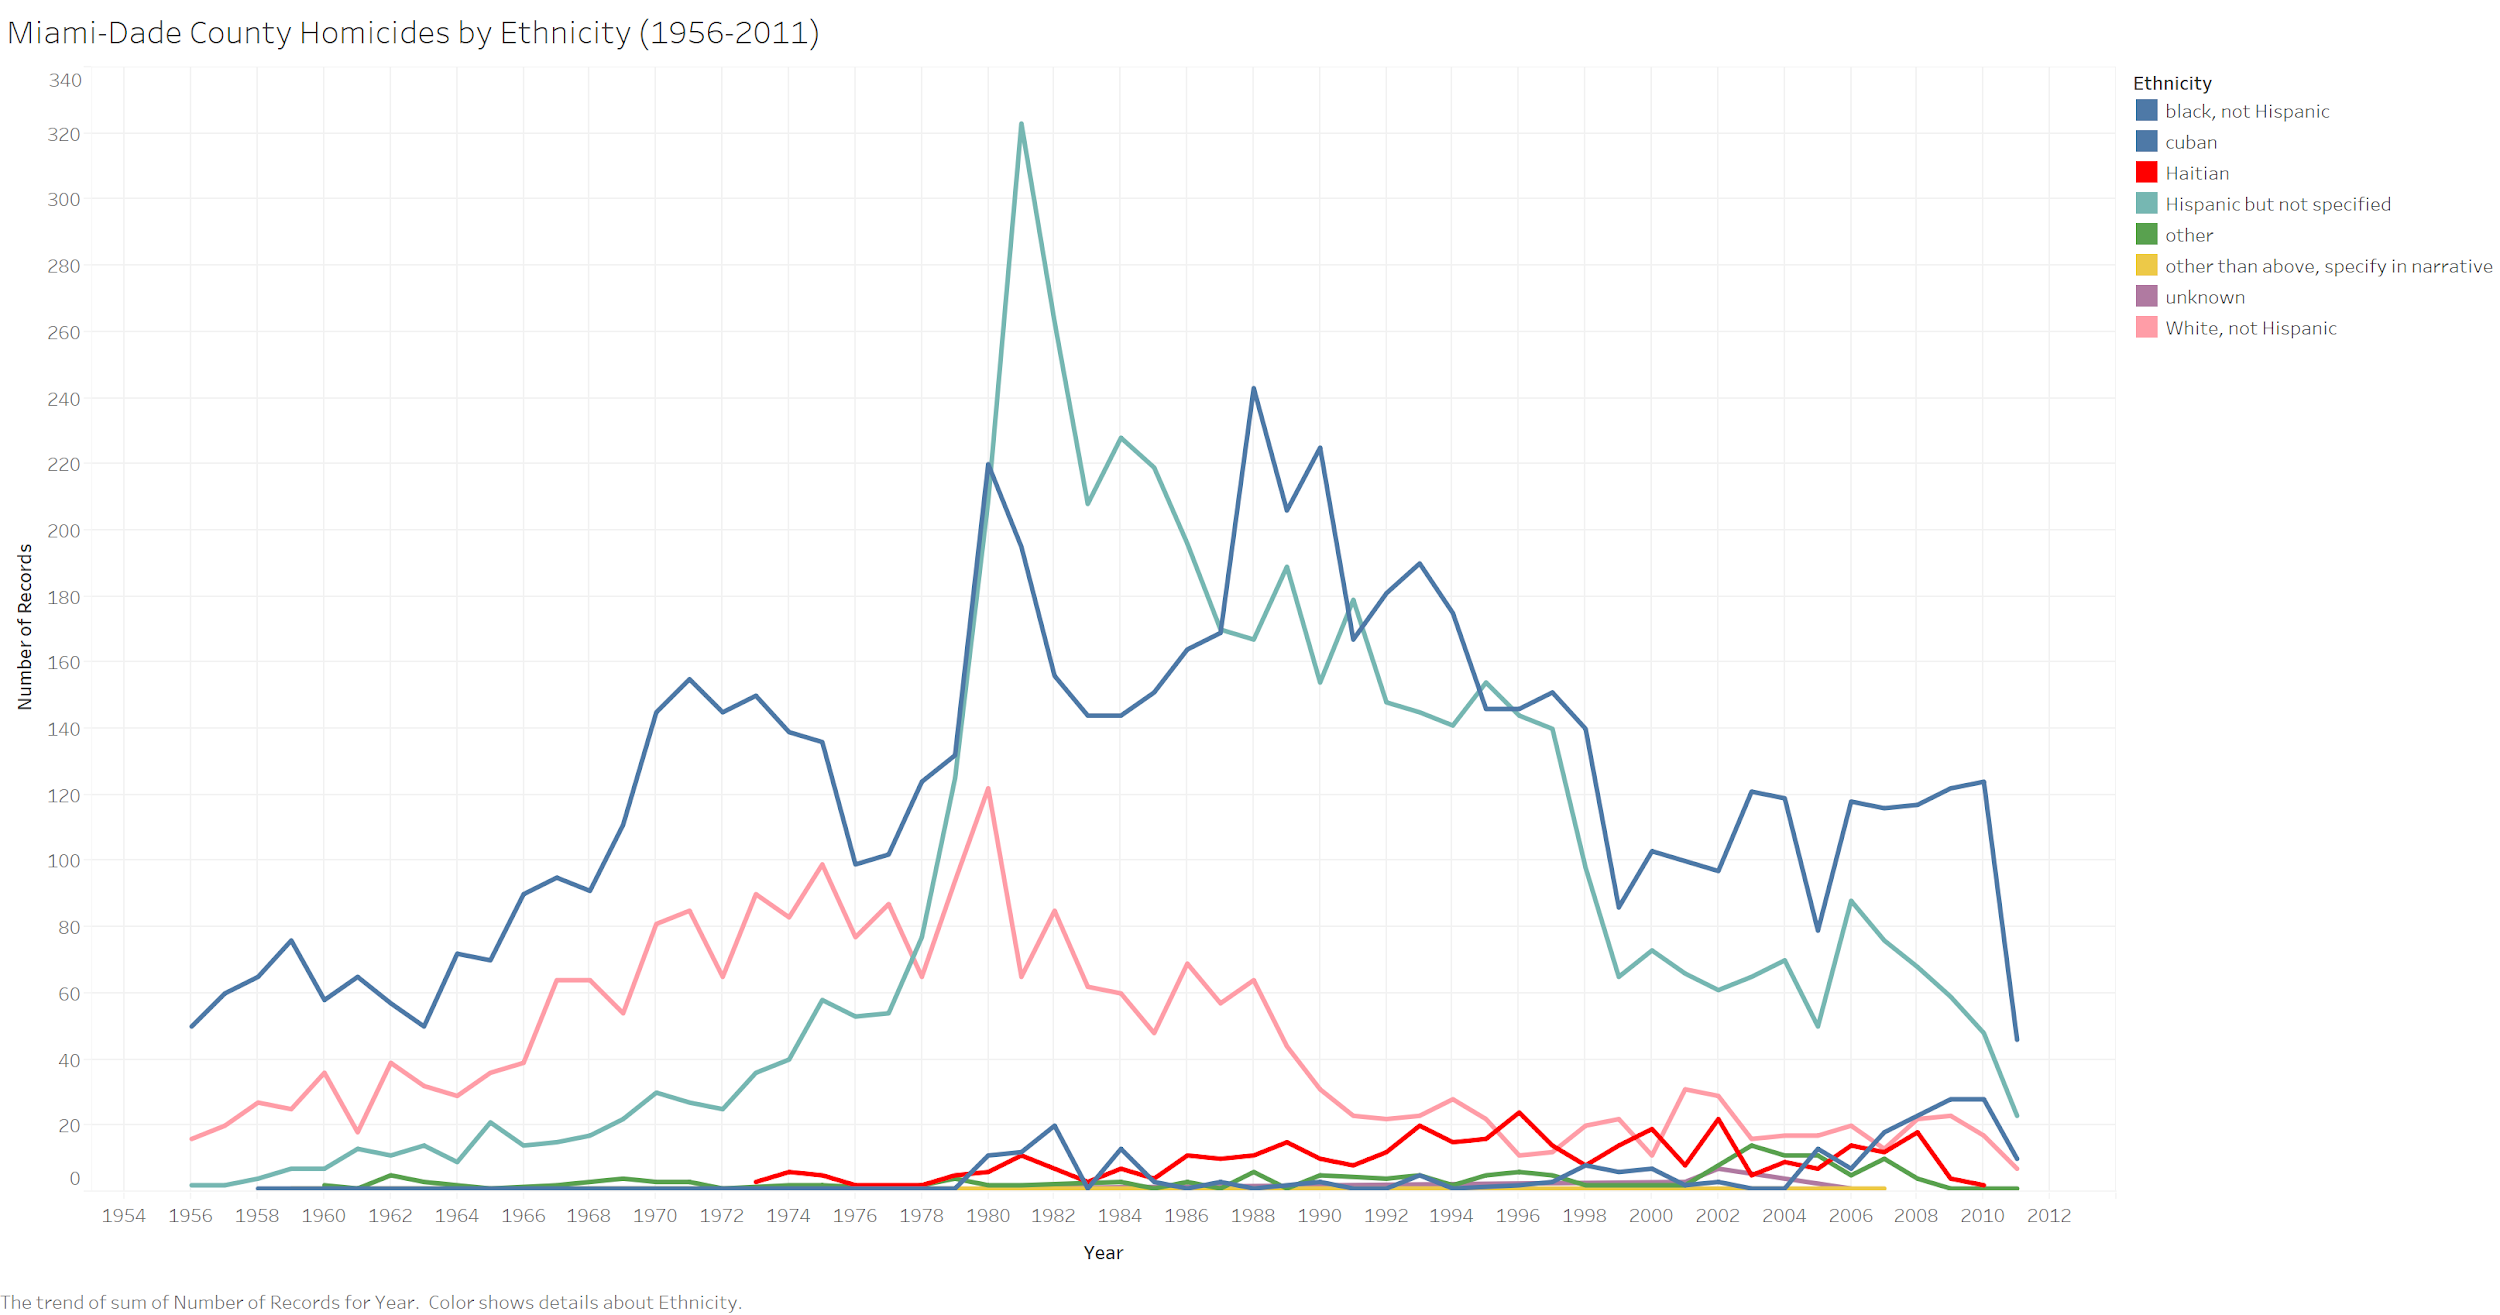 Miami-Dade County Homicides by Ethnicity (1956-2011)
340
320
300
280
260
240
220
200
180
160
140
120
100
80
60
40
20
0
Number of Records
1954 1956 1958 1960 1962 1964 1966 1968 1970 1972 1974 1976 1978 1980 1982 1984 1986 1988 1990 1992 1994 1996 1998 2000 2002 2004 2006 2008 2010 2012
Year
Ethnicity
black, not Hispanic
cuban
Haitian
Hispanic but not specified
other
other than above, specify in narrative
unknown
White, not Hispanic
The trend of sum of Number of Records for Year. Color shows details about Ethnicity.